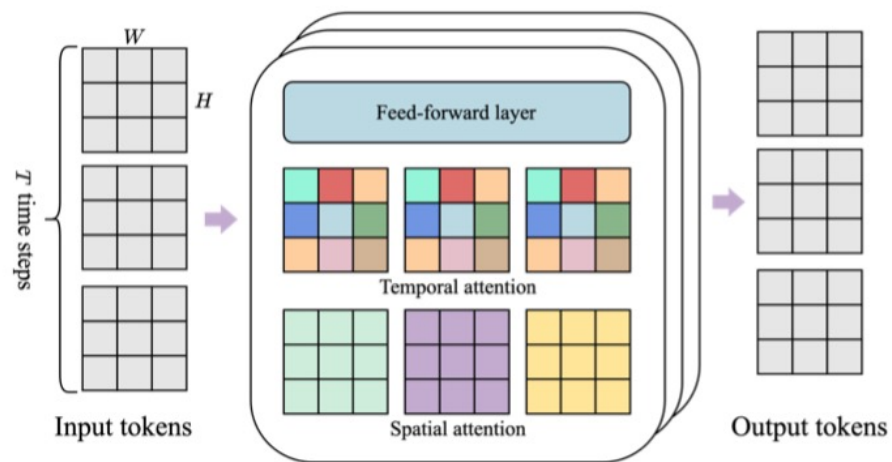 W
H
T time steps
Input tokens
Feed-forward layer
Temporal attention
Spatial attention
Output tokens